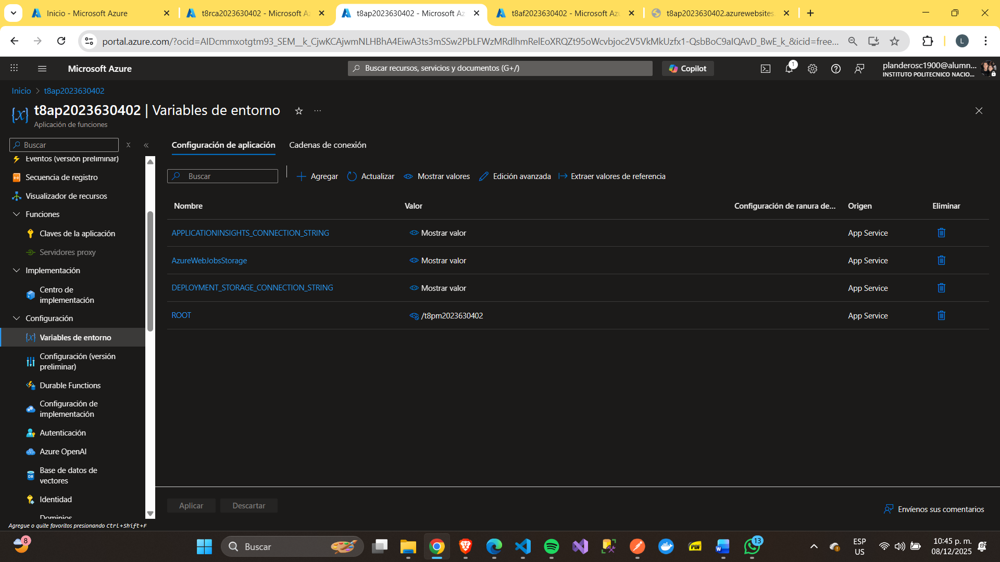 Inicio - Microsoft Azure
t8rca2023630402 - Microsoft Az
t8ap2023630402 - Microsoft Az
t8af2023630402 - Microsoft Az
t8ap2023630402.azurewebsites.
portal.azure.com/?ocid=AIDcmmxotgtm93_SEM__k_CjwKCAjwmNLHBhA4EiwA3ts3mSSw2PbLFWzMRdlhmRelEoXRQZt95oWcvbjoc2V5VkMkUzfx1-QsbBoC9aIQAvD_BwE_k_&icid=free...
L
Microsoft Azure
Buscar recursos, servicios y documentos (G+/)
Copilot
1
planderosc1900@alumn...
INSTITUTO POLITECNICO NACIO...
Inicio > t8ap2023630402
t8ap2023630402 | Variables de entorno
Aplicación de funciones
Buscar
Eventos (versión preliminar)
Secuencia de registro
Visualizador de recursos
Funciones
Claves de la aplicación
Servidores proxy
Implementación
Centro de
implementación
Configuración
Variables de entorno
Configuración (versión
preliminar)
Durable Functions
Configuración de
implementación
Autenticación
Azure OpenAI
Base de datos de
vectores
Identidad
Dominios
Agregue o quite favoritos presionando Ctrl+Shift+F
Configuración de aplicación
Cadenas de conexión
Buscar
Agregar
Actualizar
Mostrar valores
Edición avanzada
Extraer valores de referencia
Nombre Valor Configuración de ranura de... Origen Eliminar
APPLICATIONINSIGHTS_CONNECTION_STRING Mostrar valor App Service
AzureWebJobsStorage Mostrar valor App Service
DEPLOYMENT_STORAGE_CONNECTION_STRING Mostrar valor App Service
ROOT /t8pm2023630402 App Service
Aplicar
Descartar
Envíenos sus comentarios
8
Buscar
PDF
13
ESP
US
10:45 p. m.
08/12/2025